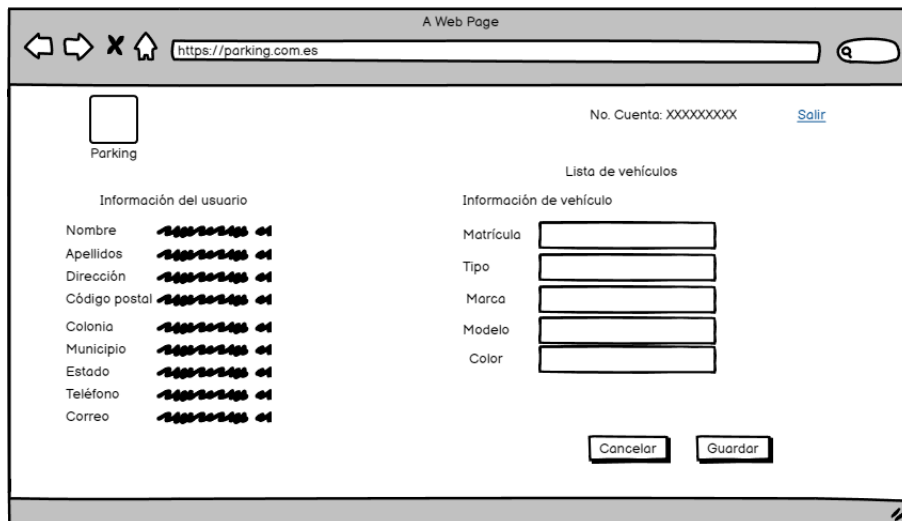 A Web Page
https://parking.com.es
No. Cuenta: XXXXXXXXX
Salir
Parking
Información del usuario
Nombre
Apellidos
Dirección
Código postal
Colonia
Municipio
Estado
Teléfono
Correo
Lista de vehículos
Información de vehículo
Matrícula
Tipo
Marca
Modelo
Color
Cancelar
Guardar